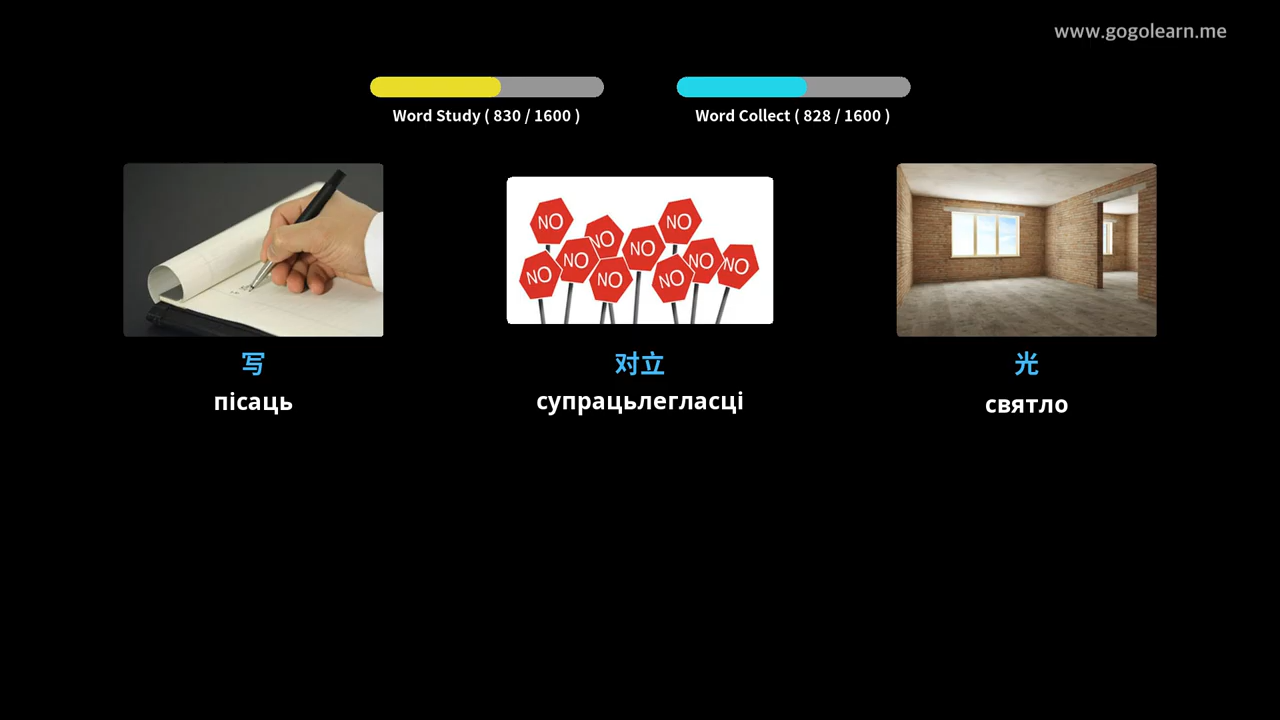 www.gogolearn.me
Word Study ( 830 / 1600 )
Word Collect ( 828 / 1600 )
NO
NO
NO
NO
NO
NO
NO
NO
NO
NO
写
对立
光
пісаць
супрацьлегласці
святло